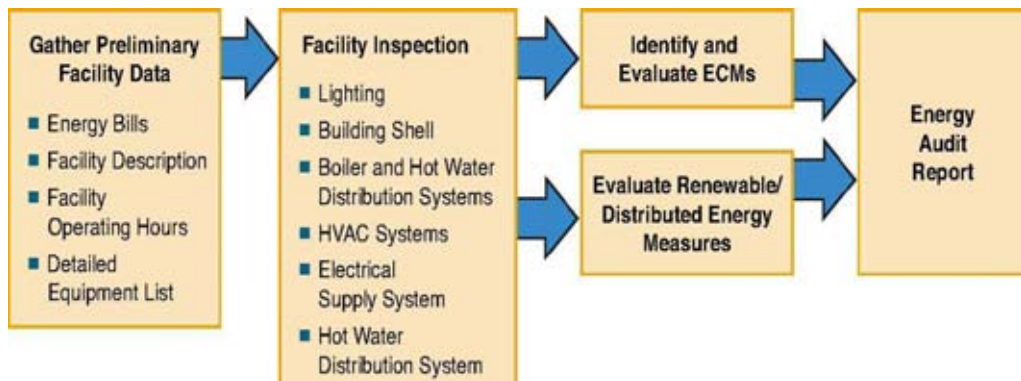 Gather Preliminary
Facility Data
Energy Bills
Facility Description
Facility
Operating Hours
Detailed
Equipment List
Facility Inspection
Lighting
Building Shell
Boiler and Hot Water
Distribution Systems
HVAC Systems
Electrical
Supply System
Hot Water
Distribution System
Identify and
Evaluate ECMs
Evaluate Renewable/
Distributed Energy
Measures
Energy
Audit
Report